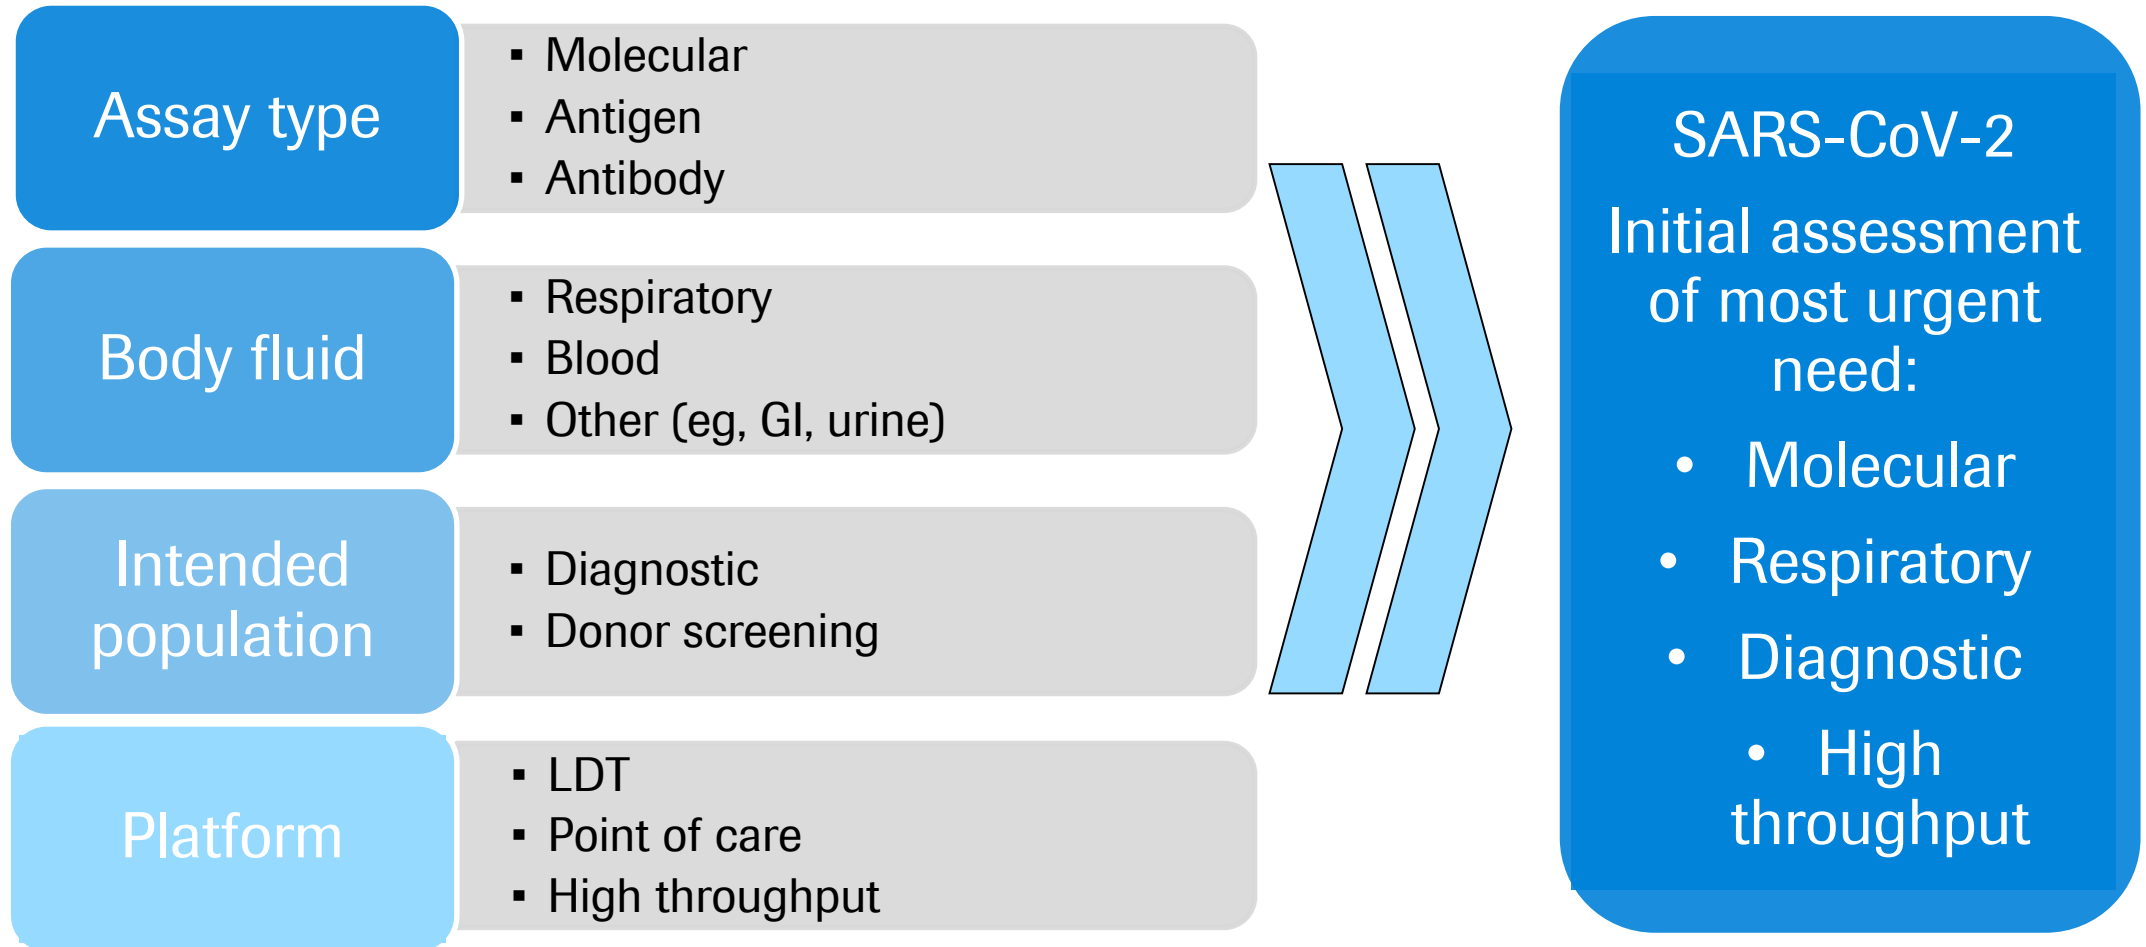 Assay type
▪ Molecular
▪ Antigen
▪ Antibody
Body fluid
▪ Respiratory
▪ Blood
▪ Other (eg, GI, urine)
Intended
population
▪ Diagnostic
▪ Donor screening
Platform
▪ LDT
▪ Point of care
▪ High throughput
SARS-CoV-2
Initial assessment
of most urgent
need:
• Molecular
• Respiratory
• Diagnostic
• High
throughput